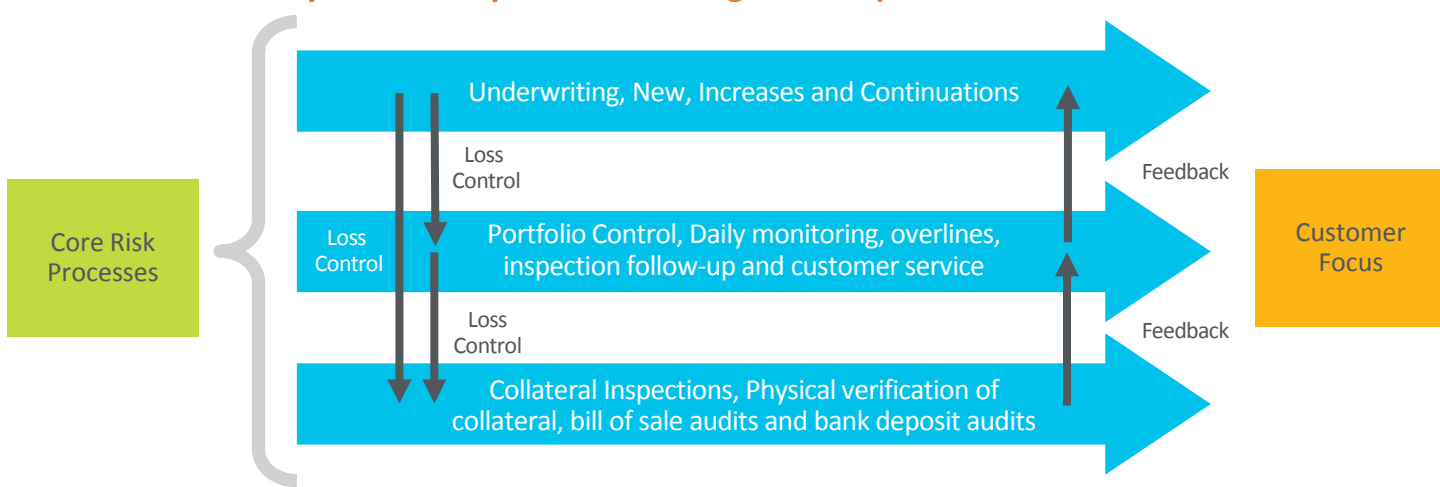 Underwriting, New, Increases and Continuations
Loss
Control
Feedback
Core Risk
Processes
Loss
Control
Portfolio Control, Daily monitoring, overlines,
inspection follow-up and customer service
Customer
Focus
Loss
Control
Feedback
Collateral Inspections, Physical verification of
collateral, bill of sale audits and bank deposit audits